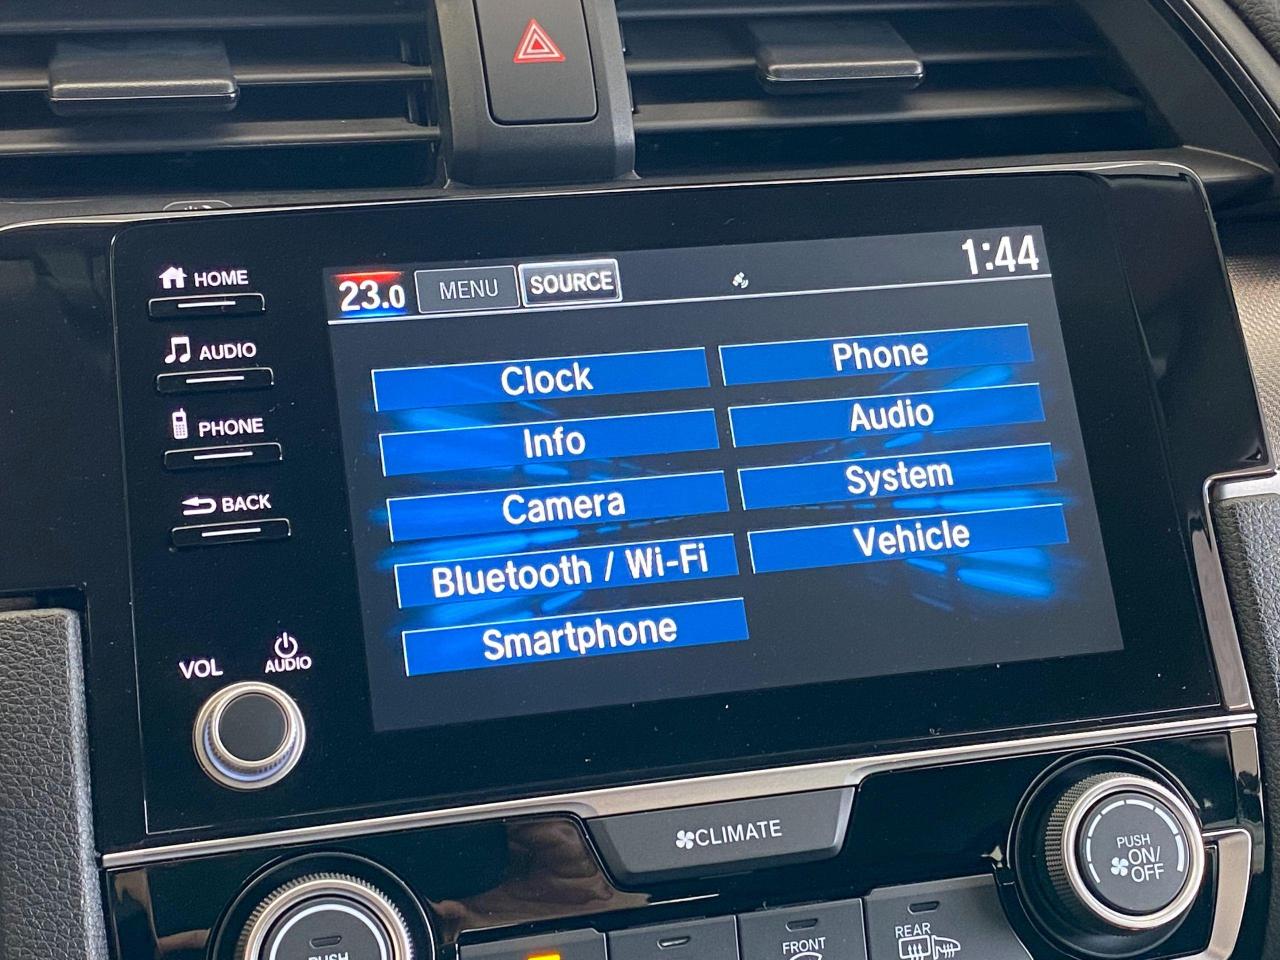 HOME
AUDIO
PHONE
BACK
VOL
AUDIO
23.0
MENU
SOURCE
1:44
Clock
Phone
Info
Audio
Camera
System
Bluetooth / Wi-Fi
Vehicle
Smartphone
CLIMATE
PUSH
ON/
OFF
PUSH
FRONT
REAR